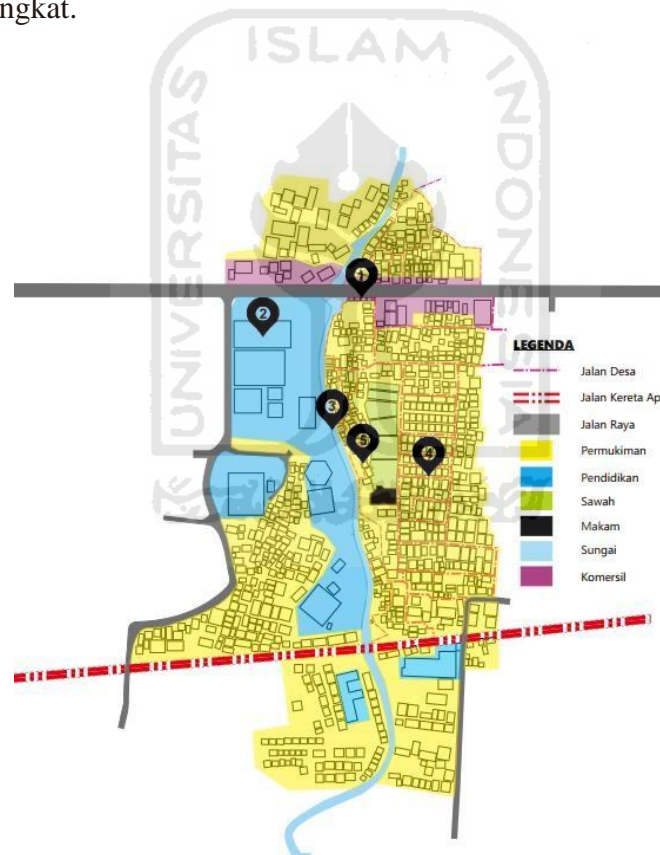 ngkat.
UNIVERSITAS ISLAM INDONESIA
1
2
3
5
4
LEGENDA
Jalan Desa
Jalan Kereta Ap
Jalan Raya
Permukiman
Pendidikan
Sawah
Makam
Sungai
Komersil